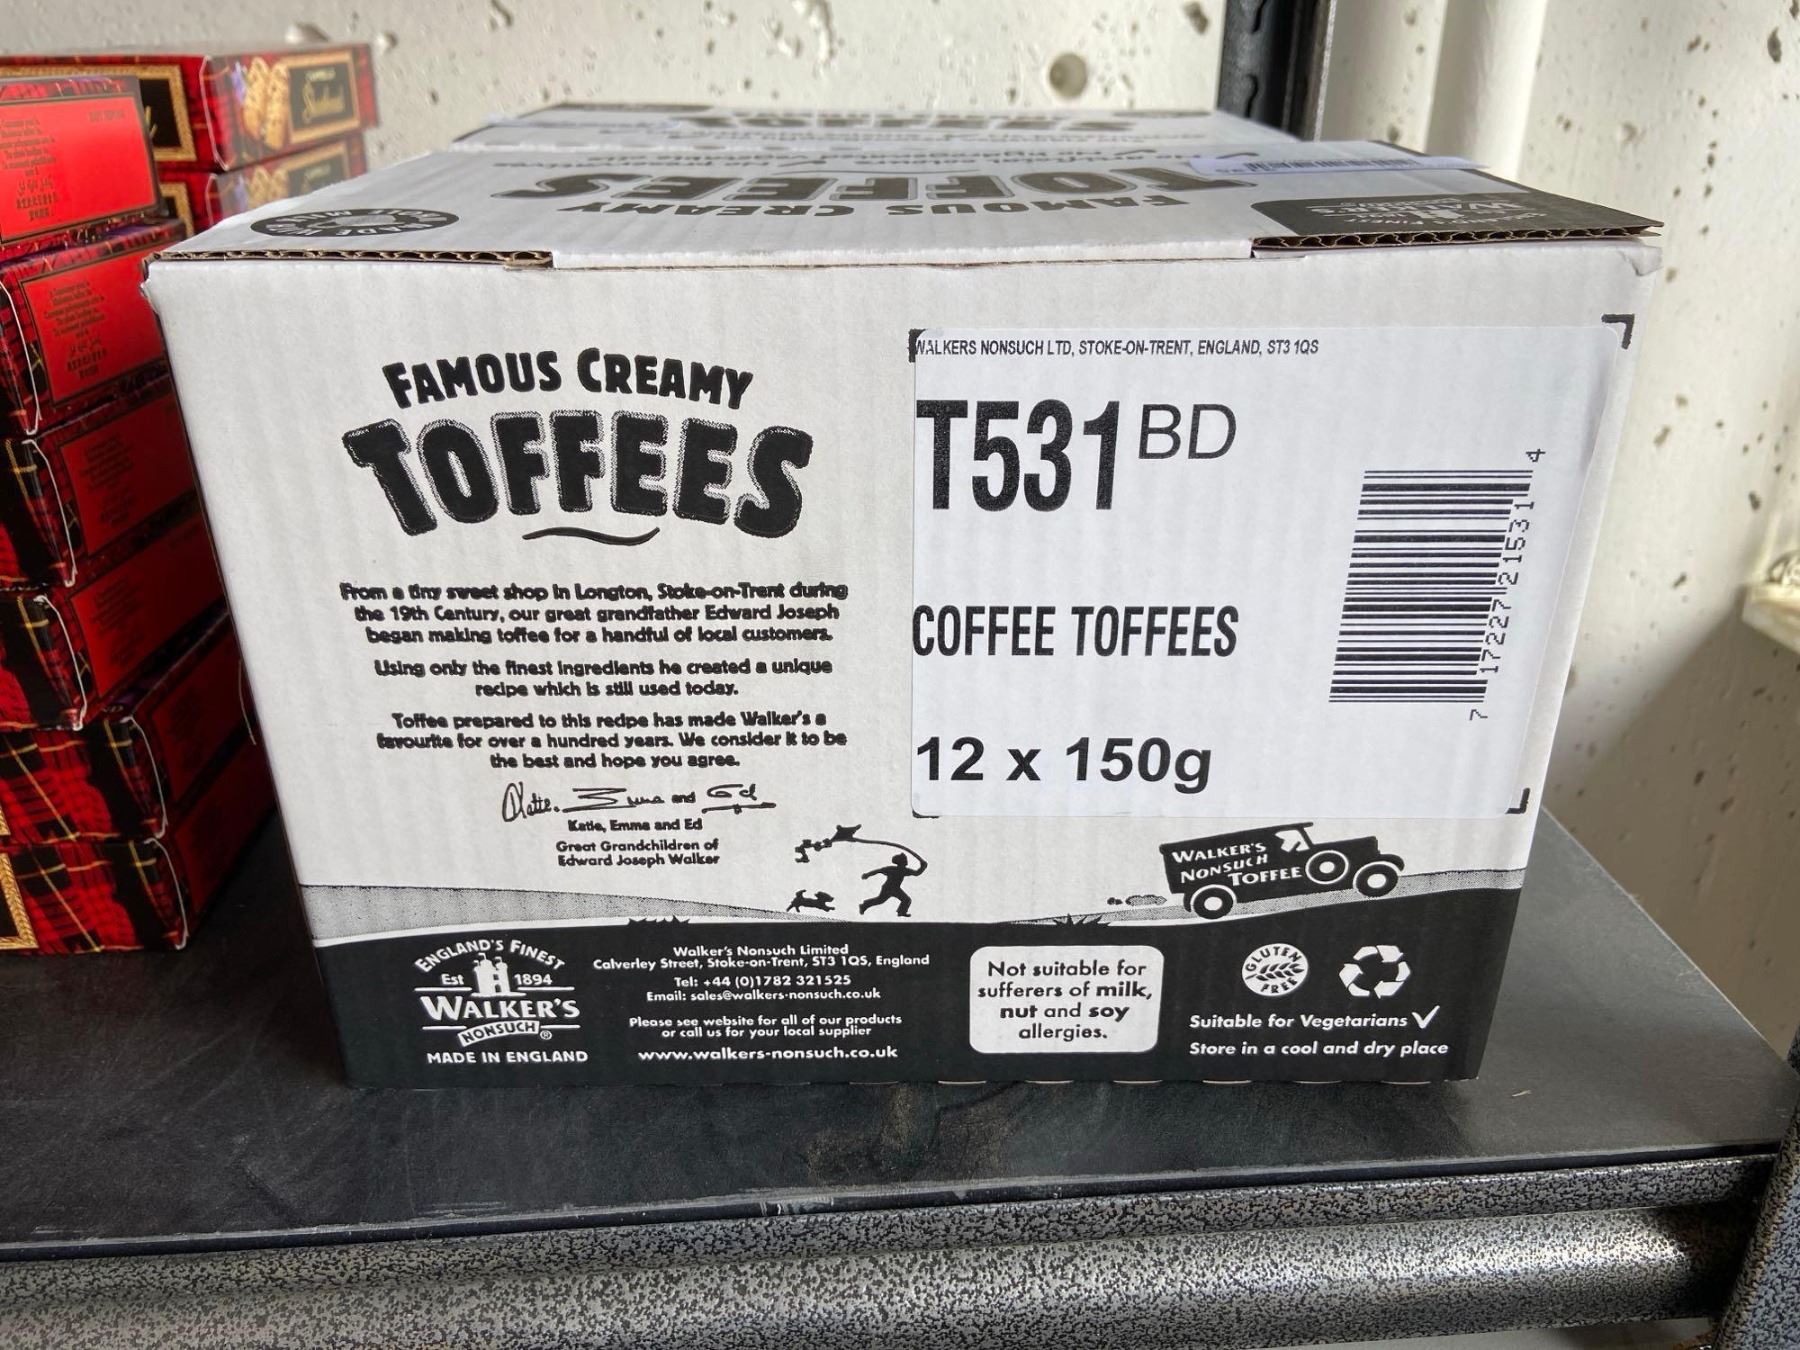 FAMOUS CREAMY
TOFFEES
FAMOUS CREAMY
TOFFEES
From a tiny sweet shop in Longton, Stoke-on-Trent during
the 19th Century, our great grandfather Edward Joseph
began making toffee for a handful of local customers.
Using only the finest ingredients he created a unique
recipe which is still used today.
Toffee prepared to this recipe has made Walker's a
favourite for over a hundred years. We consider it to be
the best and hope you agree.
Katie, Emma and Ed
Katie, Emma and Ed
Great Grandchildren of
Edward Joseph Walker
WALKERS NONSUCH LTD, STOKE-ON-TRENT, ENGLAND, ST3 1QS
T531 BD
COFFEE TOFFEES
12 x 150g
7 17227 21531 4
WALKER'S
NONSUCH
TOFFEE
ENGLAND'S FINEST
Est 1894
WALKER'S
NONSUCH ®
MADE IN ENGLAND
Walker's Nonsuch Limited
Calverley Street, Stoke-on-Trent, ST3 1QS, England
Tel: +44 (0)1782 321525
Email: sales@walkers-nonsuch.co.uk
Please see website for all of our products
or call us for your local supplier
www.walkers-nonsuch.co.uk
Not suitable for
sufferers of milk,
nut and soy
allergies.
GLUTEN
FREE
Suitable for Vegetarians
Store in a cool and dry place